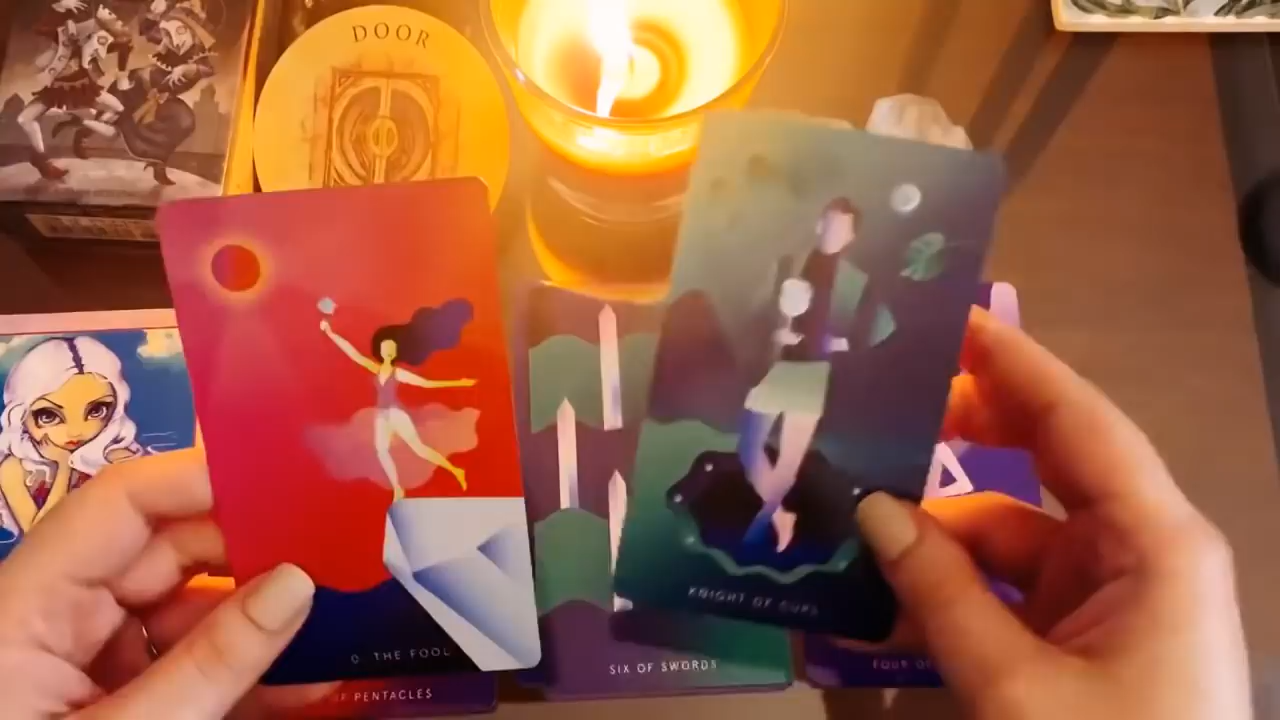 DOOR
KNIGHT OF CUPS
0. THE FOOL
SIX OF SWORDS
FOUR OF
PENTACLES